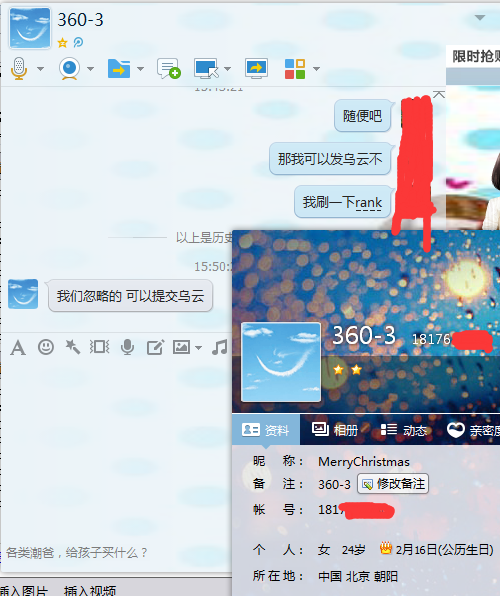 360-3
限时抢购
15:45:21
随便吧
那我可以发乌云不
我刷一下rank
以上是历史
15:50:2
我们忽略的 可以提交乌云
360-3 18176
资料 相册 动态 亲密度
昵 称: MerryChristmas
备 注: 360-3 修改备注
帐 号: 1817
个 人: 女 24岁 2月16日(公历生日)
所在地: 中国 北京 朝阳
各类潮爸，给孩子买什么？
插入图片 插入视频